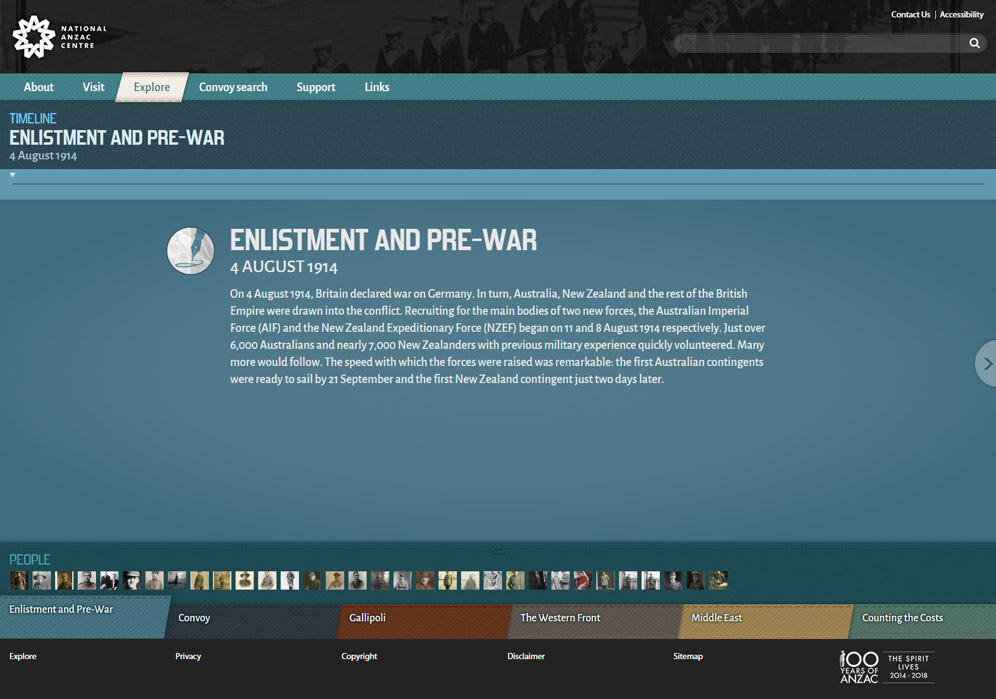 NATIONAL
ANZAC
CENTRE
Contact Us | Accessibility
About Visit Explore Convoy search Support Links
TIMELINE
ENLISTMENT AND PRE-WAR
4 August 1914
ENLISTMENT AND PRE-WAR
4 AUGUST 1914
On 4 August 1914, Britain declared war on Germany. In turn, Australia, New Zealand and the rest of the British
Empire were drawn into the conflict. Recruiting for the main bodies of two new forces, the Australian Imperial
Force (AIF) and the New Zealand Expeditionary Force (NZEF) began on 11 and 8 August 1914 respectively. Just over
6,000 Australians and nearly 7,000 New Zealanders with previous military experience quickly volunteered. Many
more would follow. The speed with which the forces were raised was remarkable: the first Australian contingents
were ready to sail by 21 September and the first New Zealand contingent just two days later.
PEOPLE
Enlistment and Pre-War
Convoy
Gallipoli
The Western Front
Middle East
Counting the Costs
Explore Privacy Copyright Disclaimer Sitemap
100
YEARS OF
ANZAC
THE SPIRIT
LIVES
2014 - 2018